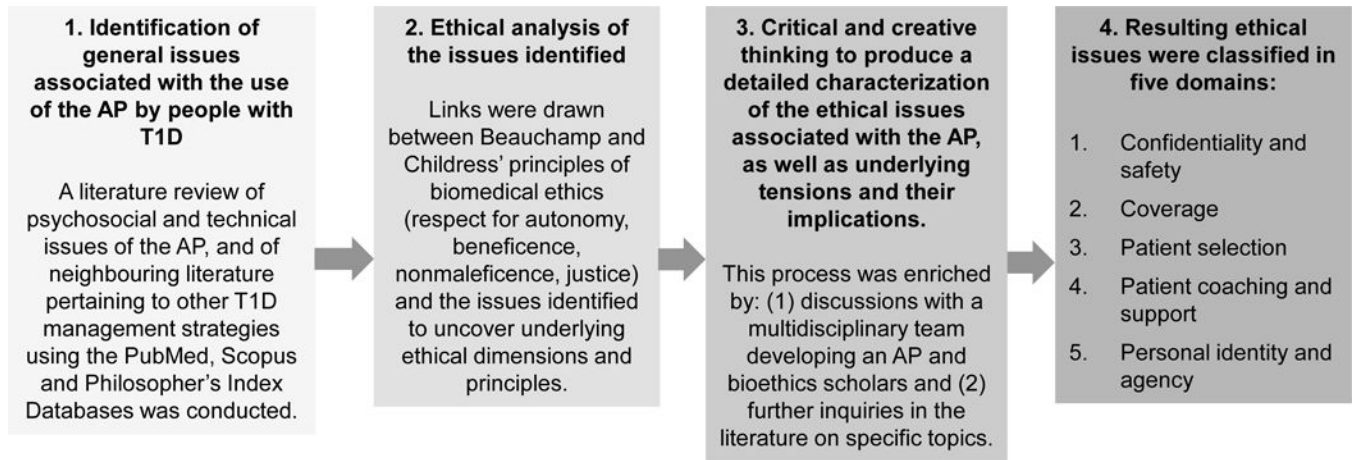 1. Identification of
general issues
associated with the use
of the AP by people with
T1D
A literature review of
psychosocial and technical
issues of the AP, and of
neighbouring literature
pertaining to other T1D
management strategies
using the PubMed, Scopus
and Philosopher's Index
Databases was conducted.
2. Ethical analysis of
the issues identified
Links were drawn
between Beauchamp and
Childress' principles of
biomedical ethics
(respect for autonomy,
beneficence,
nonmaleficence, justice)
and the issues identified
to uncover underlying
ethical dimensions and
principles.
3. Critical and creative
thinking to produce a
detailed characterization
of the ethical issues
associated with the AP,
as well as underlying
tensions and their
implications.
This process was enriched
by: (1) discussions with a
multidisciplinary team
developing an AP and
bioethics scholars and (2)
further inquiries in the
literature on specific topics.
4. Resulting ethical
issues were classified in
five domains:
1. Confidentiality and
safety
2. Coverage
3. Patient selection
4. Patient coaching and
support
5. Personal identity and
agency